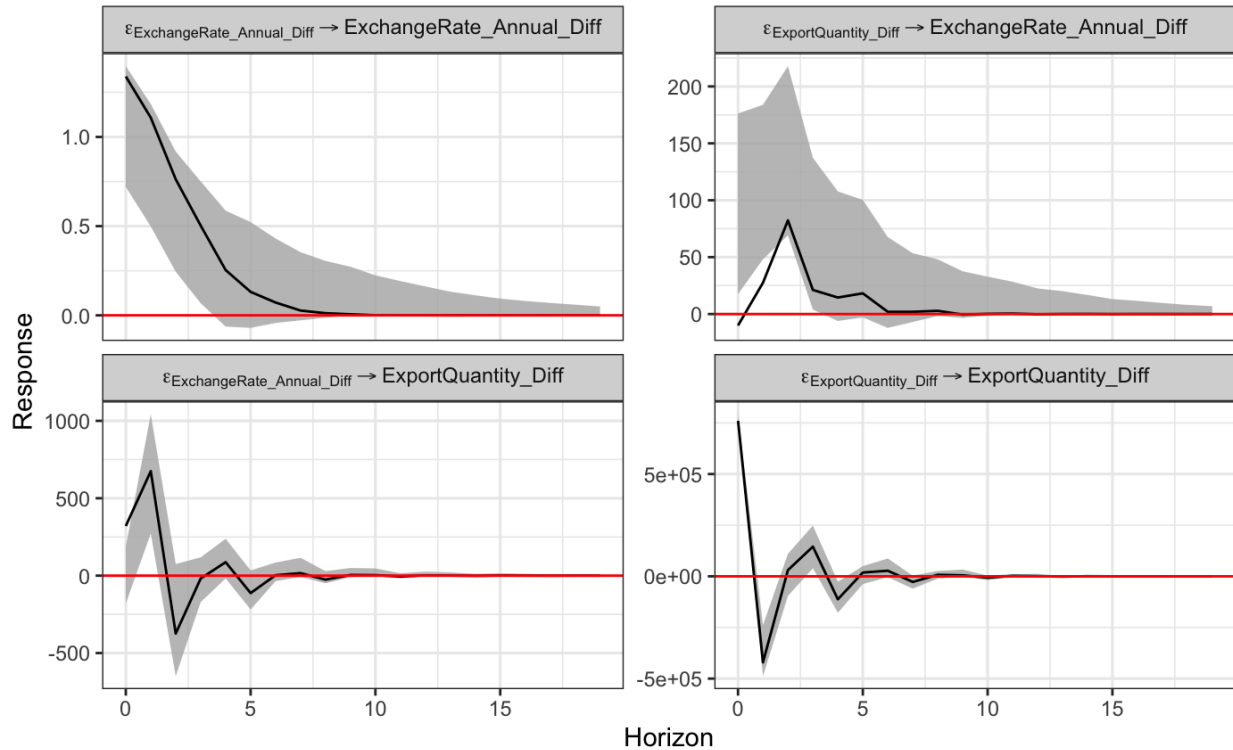 εExchangeRate_Annual_Diff → ExchangeRate_Annual_Diff
εExportQuantity_Diff → ExchangeRate_Annual_Diff
1.0
0.5
0.0
200
150
100
50
0
Response
εExchangeRate_Annual_Diff → ExportQuantity_Diff
εExportQuantity_Diff → ExportQuantity_Diff
1000
500
0
-500
5e+05
0e+00
-5e+05
0 5 10 15
0 5 10 15
Horizon